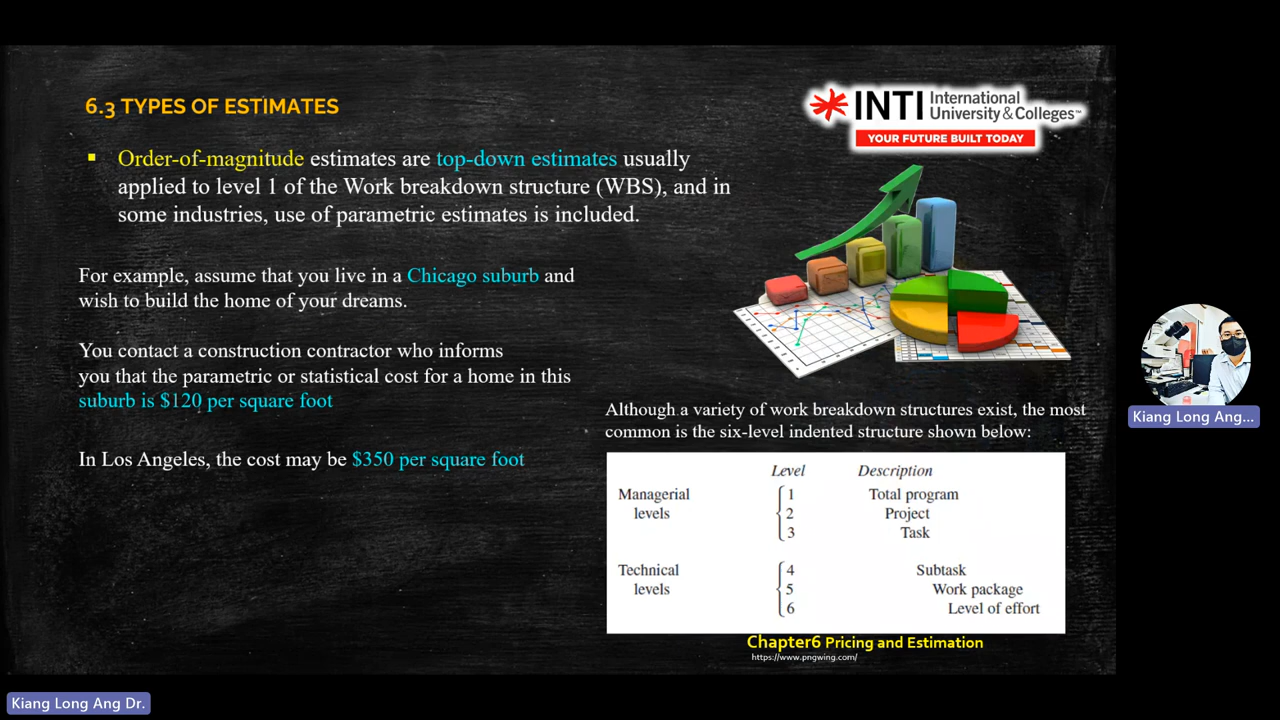 6.3 TYPES OF ESTIMATES
INTI International
University & Colleges™
YOUR FUTURE BUILT TODAY
▪ Order-of-magnitude estimates are top-down estimates usually
applied to level 1 of the Work breakdown structure (WBS), and in
some industries, use of parametric estimates is included.
For example, assume that you live in a Chicago suburb and
wish to build the home of your dreams.
You contact a construction contractor who informs
you that the parametric or statistical cost for a home in this
suburb is $120 per square foot
In Los Angeles, the cost may be $350 per square foot
Although a variety of work breakdown structures exist, the most
common is the six-level indented structure shown below:
Level Description
Managerial 1 Total program
levels 2 Project
3 Task
Technical 4 Subtask
levels 5 Work package
6 Level of effort
Chapter6 Pricing and Estimation
https://www.pngwing.com/
Kiang Long Ang...
Kiang Long Ang Dr.